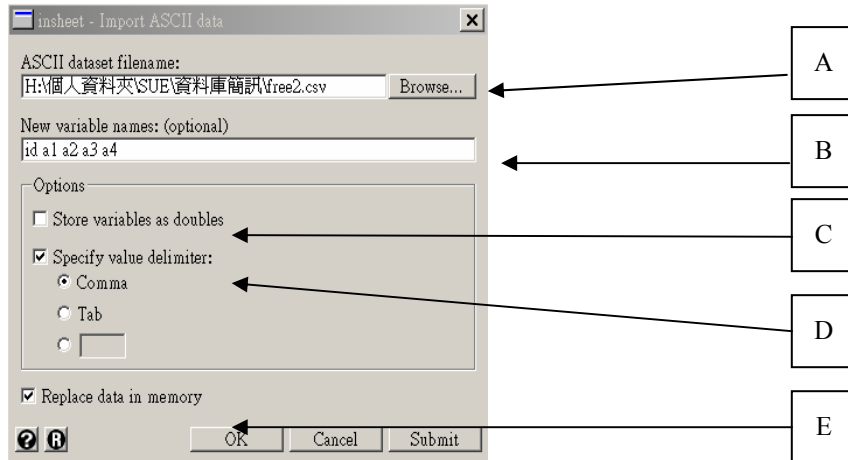 insheet - Import ASCII data
ASCII dataset filename:
H:\個人資料夾\SUE\資料庫簡訊\free2.csv
Browse...
New variable names: (optional)
id a1 a2 a3 a4
Options
Store variables as doubles
Specify value delimiter:
Comma
Tab
Replace data in memory
? R
OK Cancel Submit
A
B
C
D
E